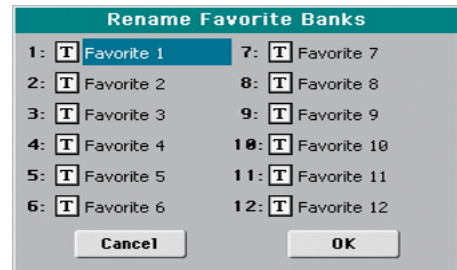 Rename Favorite Banks
1: T Favorite 1
2: T Favorite 2
3: T Favorite 3
4: T Favorite 4
5: T Favorite 5
6: T Favorite 6
7: T Favorite 7
8: T Favorite 8
9: T Favorite 9
10: T Favorite 10
11: T Favorite 11
12: T Favorite 12
Cancel
OK